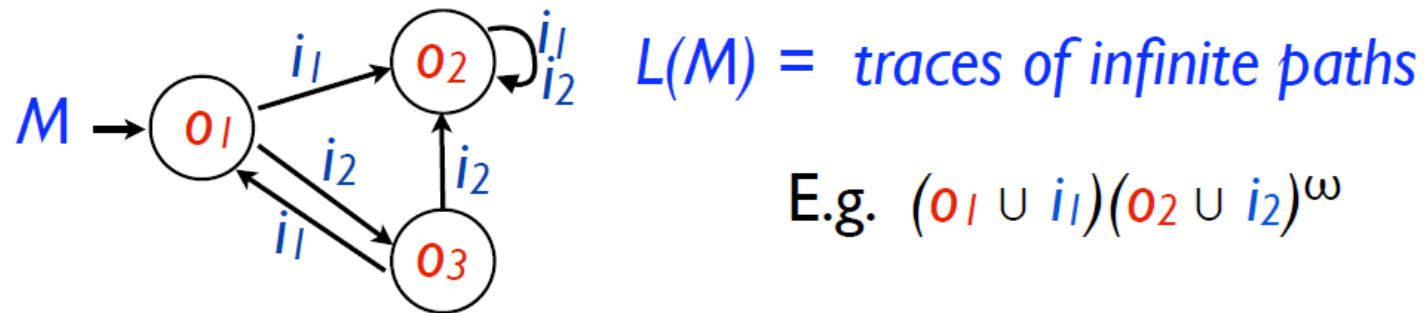 M
o1
i1
o2
i1
i2
i2
i1
i2
o3
L(M) = traces of infinite paths
E.g. (o1 ∪ i1)(o2 ∪ i2)^ω